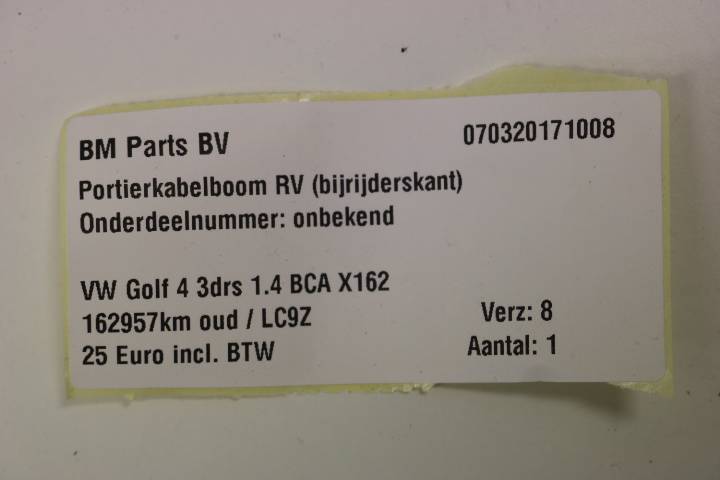 BM Parts BV 070320171008
Portierkabelboom RV (bijrijderskant)
Onderdeelnummer: onbekend
VW Golf 4 3drs 1.4 BCA X162
162957km oud / LC9Z Verz: 8
25 Euro incl. BTW Aantal: 1